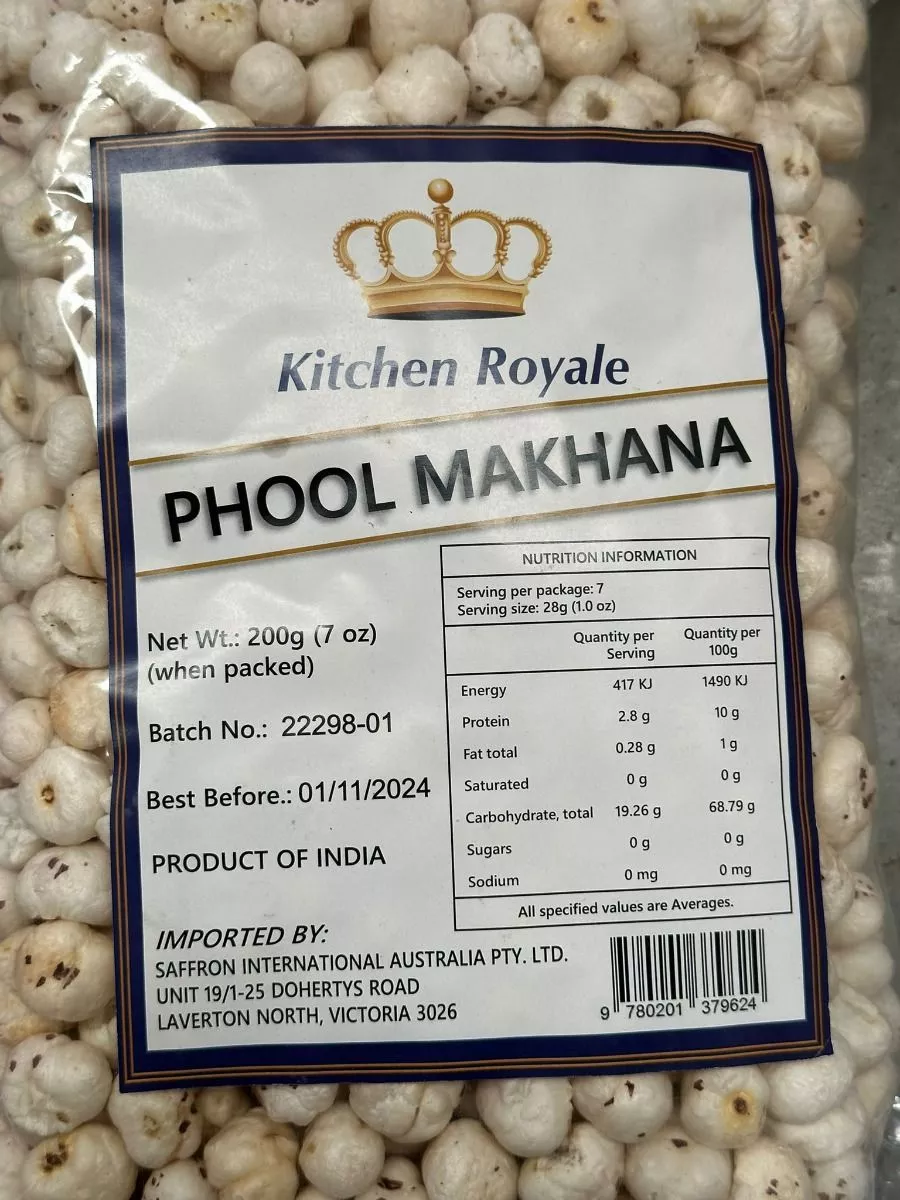 Kitchen Royale
PHOOL MAKHANA
Net Wt.: 200g (7 oz)
(when packed)
Batch No.: 22298-01
Best Before.: 01/11/2024
PRODUCT OF INDIA
NUTRITION INFORMATION
Serving per package: 7
Serving size: 28g (1.0 oz)
Quantity per Serving Quantity per 100g
Energy 417 KJ 1490 KJ
Protein 2.8 g 10 g
Fat total 0.28 g 1 g
Saturated 0 g 0 g
Carbohydrate, total 19.26 g 68.79 g
Sugars 0 g 0 g
Sodium 0 mg 0 mg
All specified values are Averages.
IMPORTED BY:
SAFFRON INTERNATIONAL AUSTRALIA PTY. LTD.
UNIT 19/1-25 DOHERTYS ROAD
LAVERTON NORTH, VICTORIA 3026
9 780201 379624